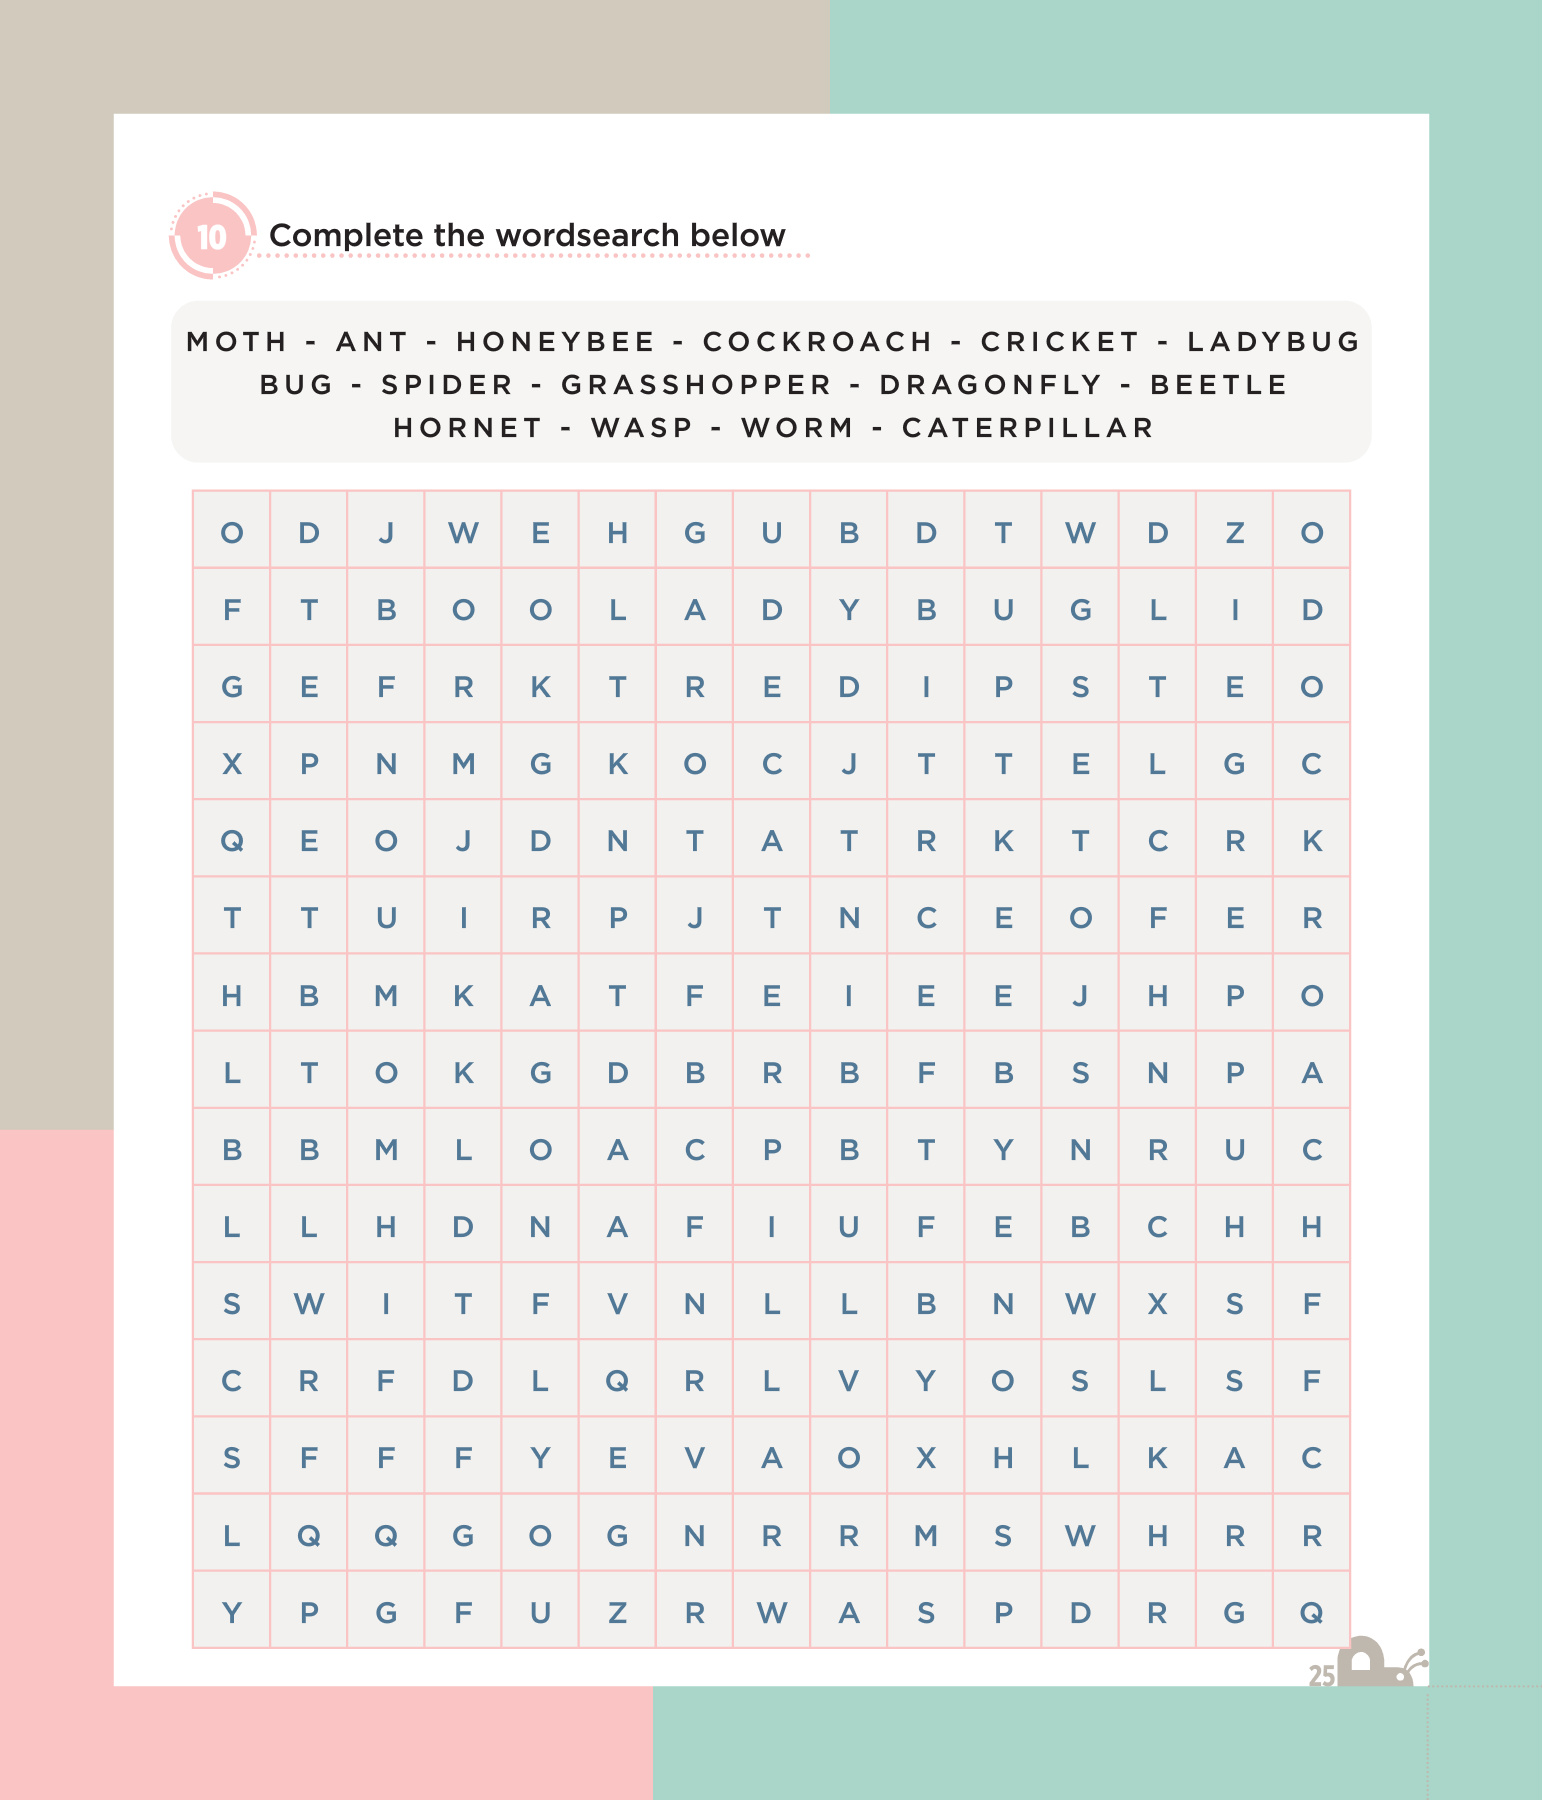 10 Complete the wordsearch below
MOTH - ANT - HONEYBEE - COCKROACH - CRICKET - LADYBUG
BUG - SPIDER - GRASSHOPPER - DRAGONFLY - BEETLE
HORNET - WASP - WORM - CATERPILLAR
O D J W E H G U B D T W D Z O
F T B O O L A D Y B U G L I D
G E F R K T R E D I P S T E O
X P N M G K O C J T T E L G C
Q E O J D N T A T R K T C R K
T T U I R P J T N C E O F E R
H B M K A T F E I E E J H P O
L T O K G D B R B F B S N P A
B B M L O A C P B T Y N R U C
L L H D N A F I U F E B C H H
S W I T F V N L L B N W X S F
C R F D L Q R L V Y O S L S F
S F F F Y E V A O X H L K A C
L Q Q G O G N R R M S W H R R
Y P G F U Z R W A S P D R G Q
25